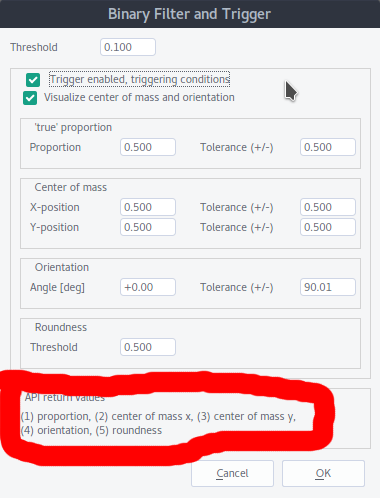 Binary Filter and Trigger
Threshold 0.100
Trigger enabled, triggering conditions
Visualize center of mass and orientation
'true' proportion
Proportion 0.500 Tolerance (+/-) 0.500
Center of mass
X-position 0.500 Tolerance (+/-) 0.500
Y-position 0.500 Tolerance (+/-) 0.500
Orientation
Angle [deg] +0.00 Tolerance (+/-) 90.01
Roundness
Threshold 0.500
API return values
(1) proportion, (2) center of mass x, (3) center of mass y,
(4) orientation, (5) roundness
Cancel OK